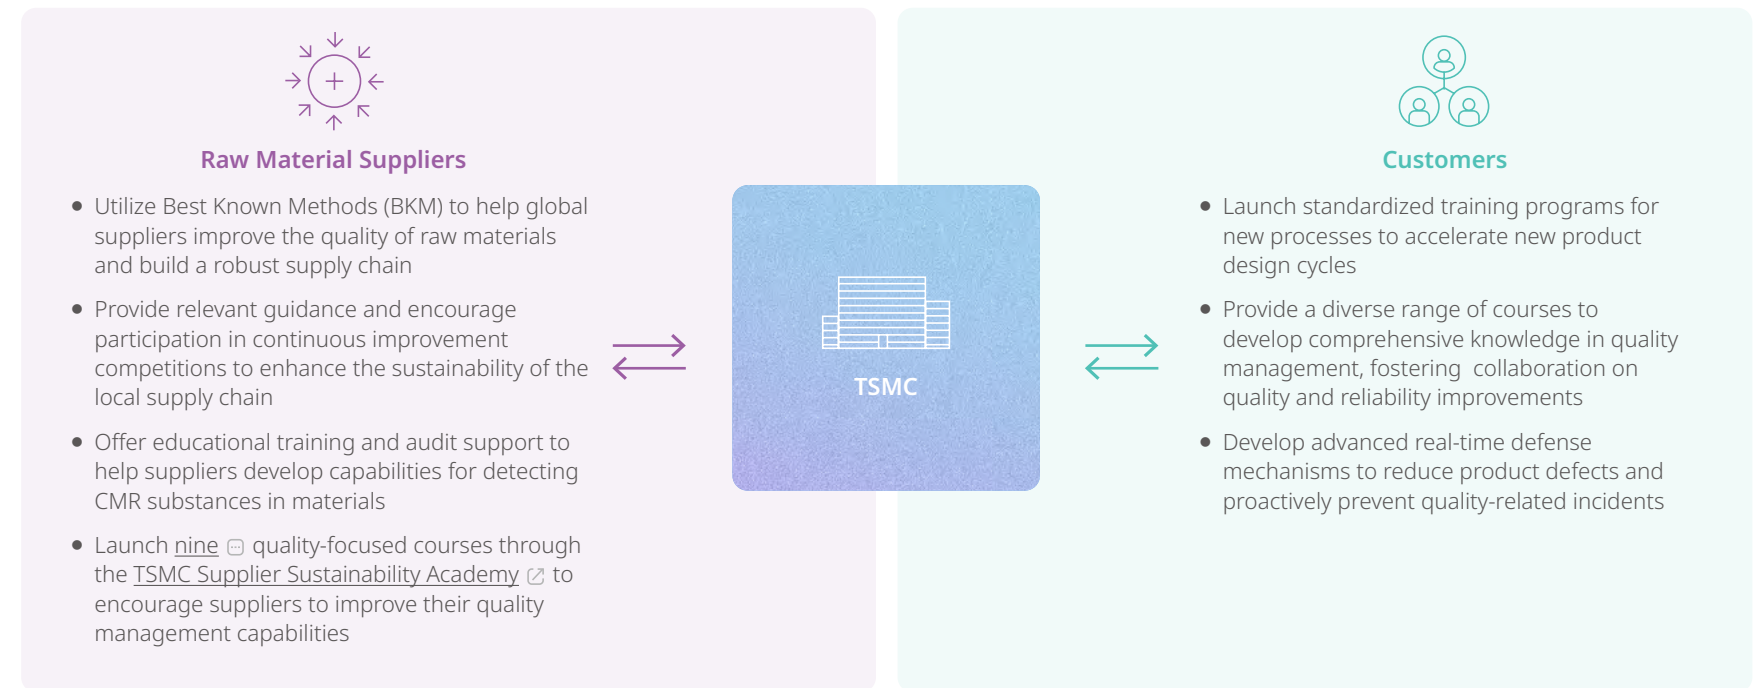 Raw Material Suppliers
● Utilize Best Known Methods (BKM) to help global
suppliers improve the quality of raw materials
and build a robust supply chain
● Provide relevant guidance and encourage
participation in continuous improvement
competitions to enhance the sustainability of the
local supply chain
● Offer educational training and audit support to
help suppliers develop capabilities for detecting
CMR substances in materials
● Launch nine quality-focused courses through
the TSMC Supplier Sustainability Academy to
encourage suppliers to improve their quality
management capabilities
TSMC
Customers
● Launch standardized training programs for
new processes to accelerate new product
design cycles
● Provide a diverse range of courses to
develop comprehensive knowledge in quality
management, fostering  collaboration on
quality and reliability improvements
● Develop advanced real-time defense
mechanisms to reduce product defects and
proactively prevent quality-related incidents